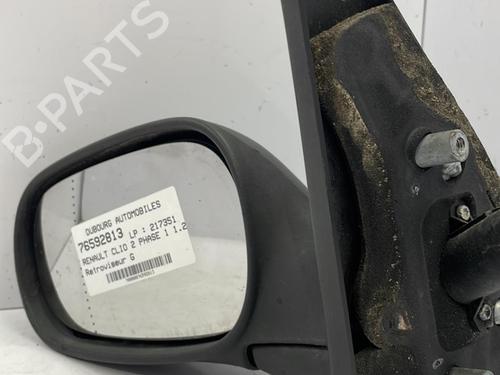 B-PARTS
DUBOURG AUTOMOBILES
76592813 LP : 217351
RENAULT CLIO 2 PHASE 1 1.2
Retroviseur G